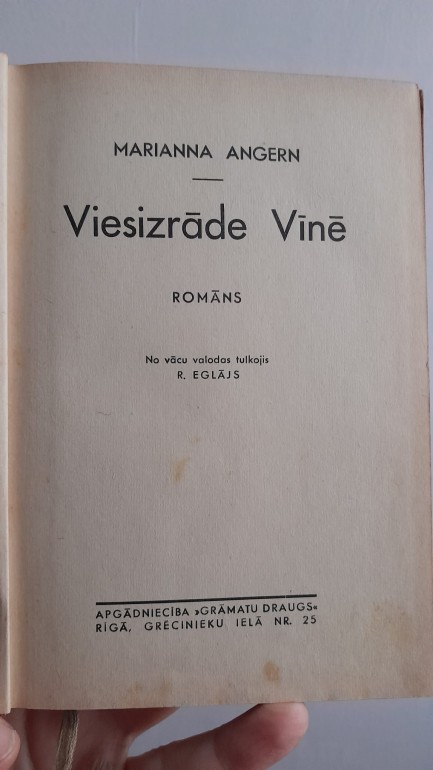 MARIANNA ANGERN
Viesizrāde Vīnē
ROMĀNS
No vācu valodas tulkojis
R. EGLĀJS
APGĀDNIECĪBA »GRĀMATU DRAUGS«
RĪGĀ, GRĒCINIEKU IELĀ NR. 25